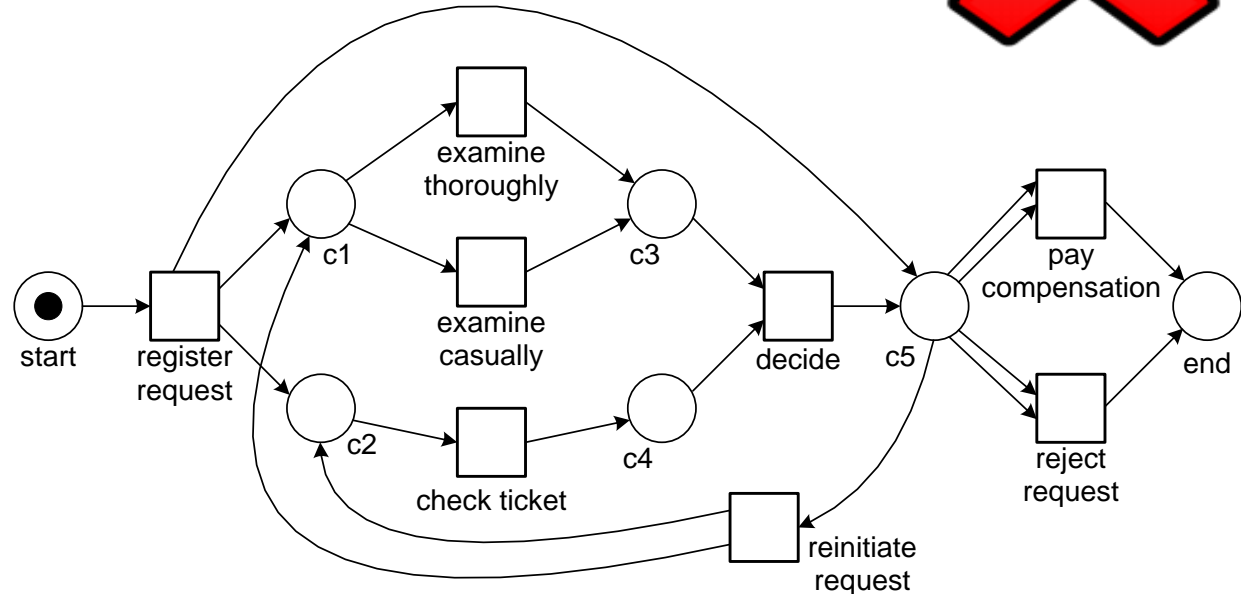 examine
thoroughly
c1
c3
pay
compensation
start
register
request
examine
casually
decide
c5
end
c2
c4
check ticket
reject
request
reinitiate
request